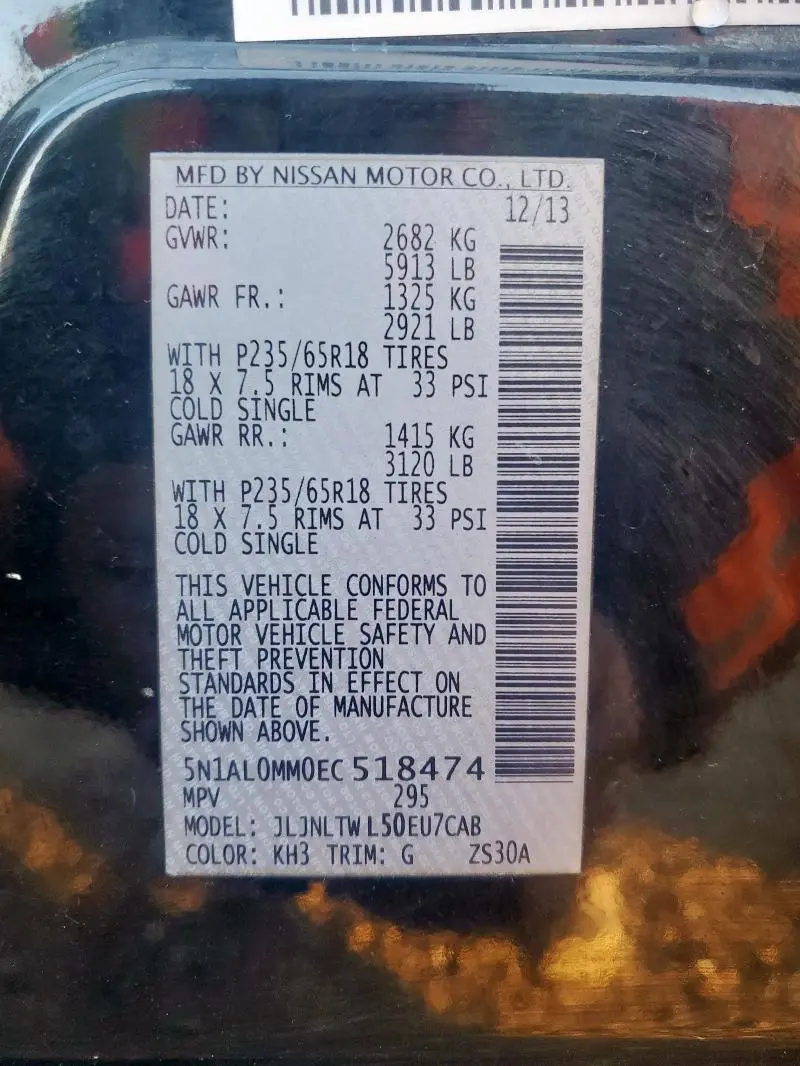 MFD BY NISSAN MOTOR CO., LTD.
DATE: 12/13
GVWR: 2682 KG
5913 LB
GAWR FR.: 1325 KG
2921 LB
WITH P235/65R18 TIRES
18 X 7.5 RIMS AT 33 PSI
COLD SINGLE
GAWR RR.: 1415 KG
3120 LB
WITH P235/65R18 TIRES
18 X 7.5 RIMS AT 33 PSI
COLD SINGLE
THIS VEHICLE CONFORMS TO
ALL APPLICABLE FEDERAL
MOTOR VEHICLE SAFETY AND
THEFT PREVENTION
STANDARDS IN EFFECT ON
THE DATE OF MANUFACTURE
SHOWN ABOVE.
5N1AL0MM0EC 518474
MPV 295
MODEL: JLJNLTWL50EU7CAB
COLOR: KH3 TRIM: G ZS30A